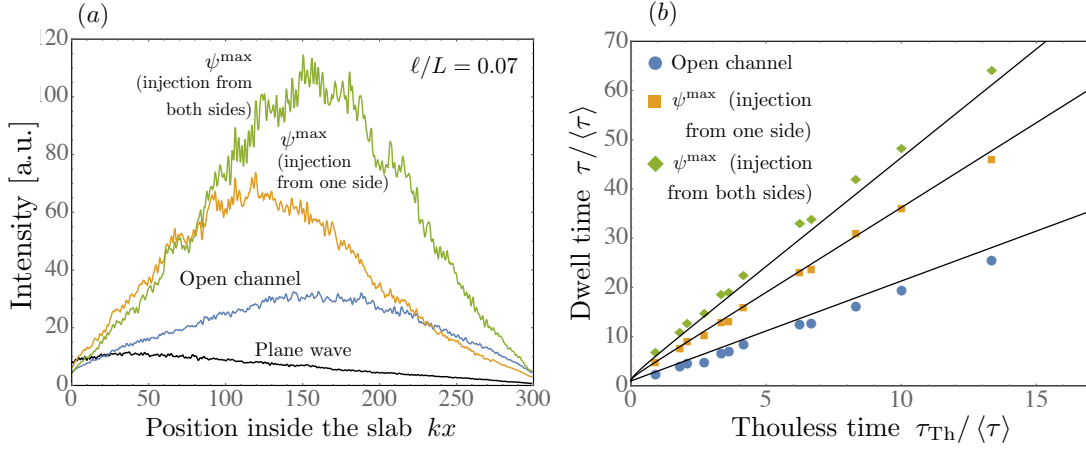 (a)
120
100
80
60
40
20
0
Intensity [a.u.]
ψ^max
(injection from
both sides)
ℓ/L = 0.07
ψ^max
(injection
from one side)
Open channel
Plane wave
0 50 100 150 200 250 300
Position inside the slab kx
(b)
70
60
50
40
30
20
10
0
Dwell time τ/⟨τ⟩
Open channel
ψ^max (injection
from one side)
ψ^max (injection
from both sides)
0 5 10 15
Thouless time τ_Th/⟨τ⟩